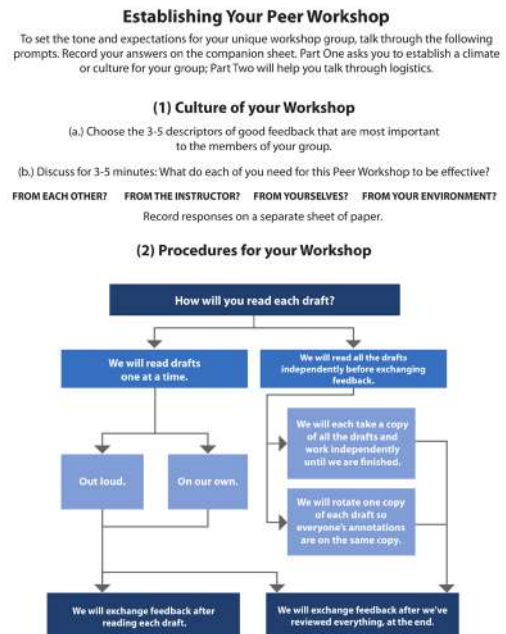 Establishing Your Peer Workshop
To set the tone and expectations for your unique workshop group, talk through the following
prompts. Record your answers on the companion sheet. Part One asks you to establish a climate
or culture for your group; Part Two will help you talk through logistics.
(1) Culture of your Workshop
(a.) Choose the 3-5 descriptors of good feedback that are most important
to the members of your group.
(b.) Discuss for 3-5 minutes: What do each of you need for this Peer Workshop to be effective?
FROM EACH OTHER? FROM THE INSTRUCTOR? FROM YOURSELVES? FROM YOUR ENVIRONMENT?
Record responses on a separate sheet of paper.
(2) Procedures for your Workshop
How will you read each draft?
We will read drafts
one at a time.
We will read all the drafts
independently before exchanging
feedback.
We will each take a copy
of all the drafts and
work independently
until we are finished.
Out loud.
On our own.
We will rotate one copy
of each draft so
everyone's annotations
are on the same copy.
We will exchange feedback after
reading each draft.
We will exchange feedback after we've
reviewed everything, at the end.